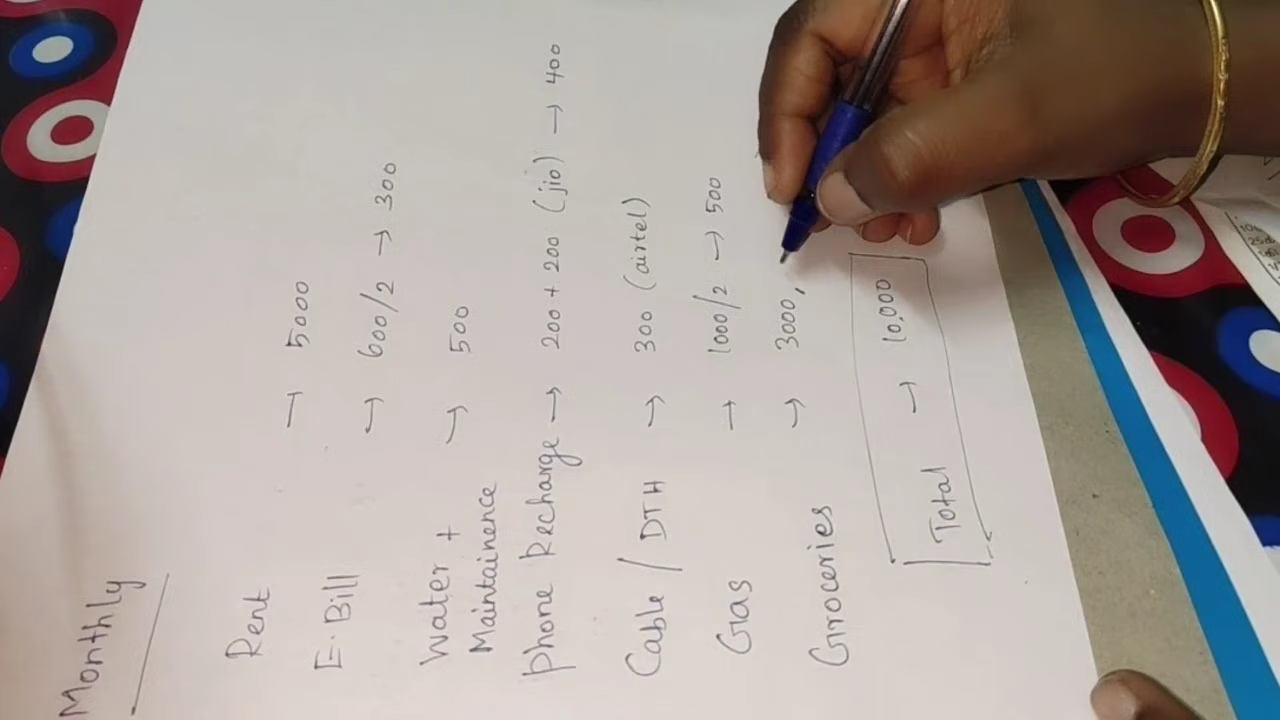 Monthly
Rent → 5000
E. Bill → 600/2 → 300
Water +
Maintainence → 500
Phone Recharge → 200 + 200 (jio) → 400
Cable / DTH → 300 (airtel)
Gas → 1000/2 → 500
Groceries → 3000,
Total → 10,000